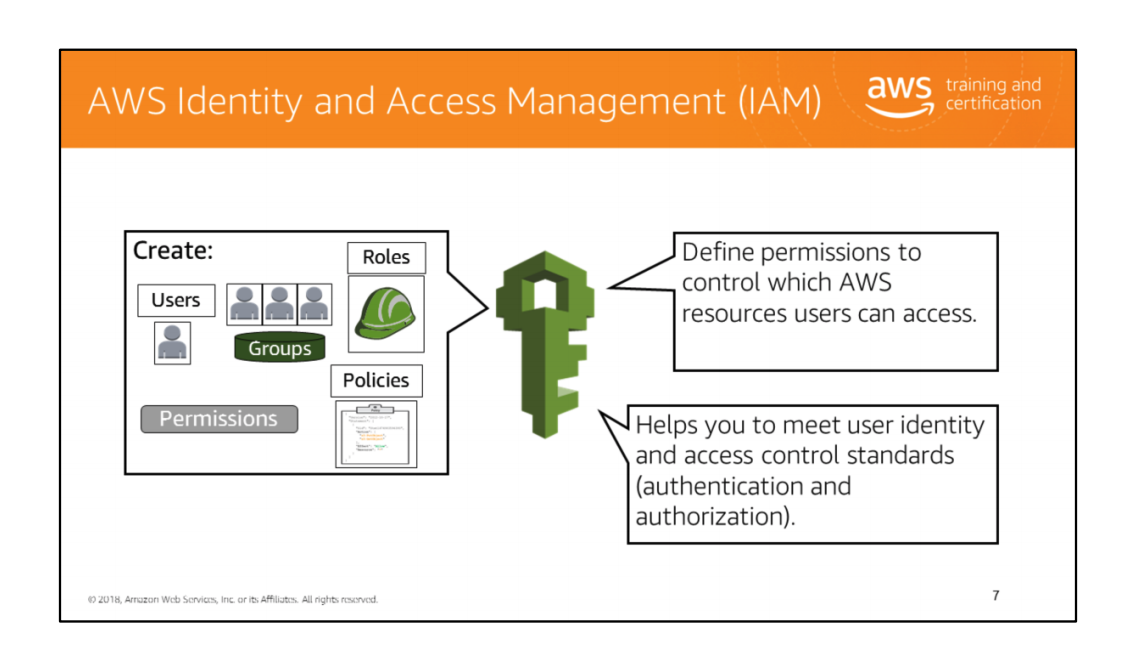 AWS Identity and Access Management (IAM)
aws training and
certification
Create:
Roles
Users
Groups
Policies
Permissions
Define permissions to
control which AWS
resources users can access.
Helps you to meet user identity
and access control standards
(authentication and
authorization).
© 2018, Amazon Web Services, Inc. or its Affiliates. All rights reserved.
7